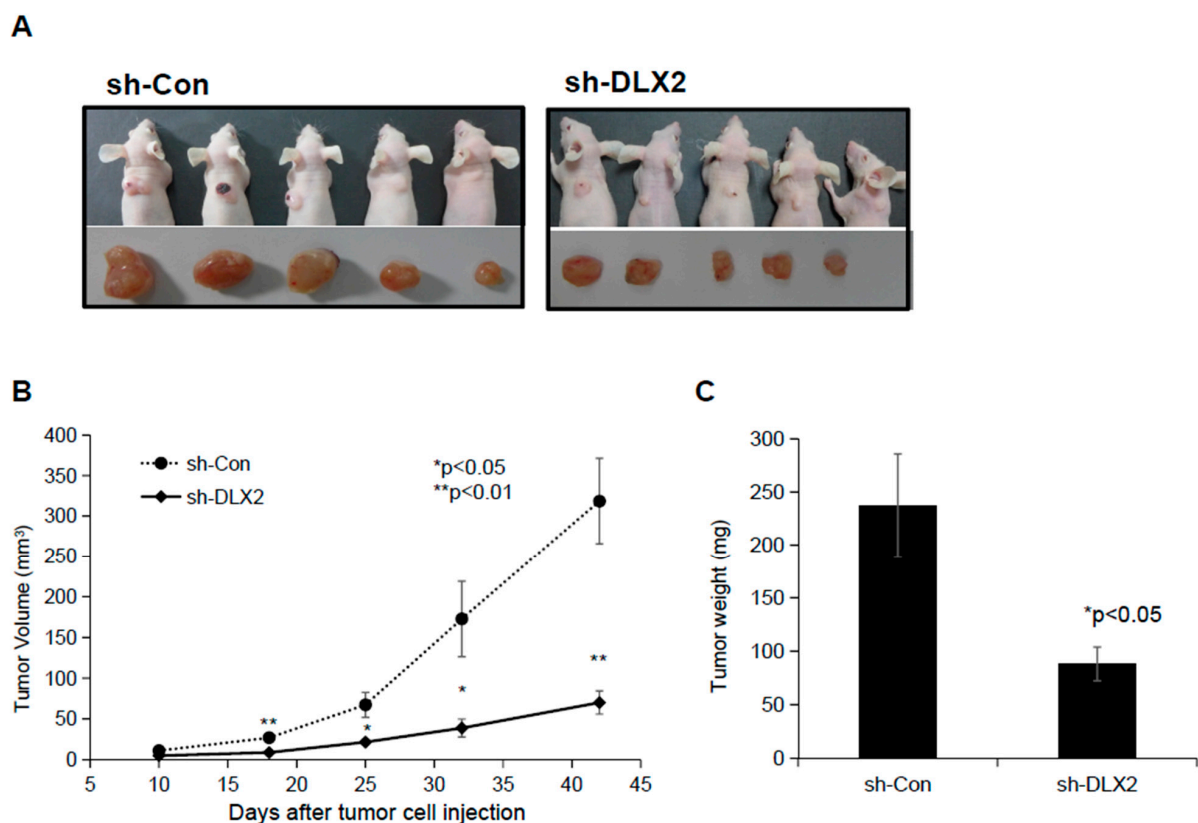 A
sh-Con
sh-DLX2
B
C
400
350
300
250
200
150
100
50
0
Tumor Volume (mm³)
sh-Con
sh-DLX2
*p<0.05
**p<0.01
**
*
*
**
5
10
15
20
25
30
35
40
45
Days after tumor cell injection
300
250
200
150
100
50
0
Tumor weight (mg)
*p<0.05
sh-Con
sh-DLX2